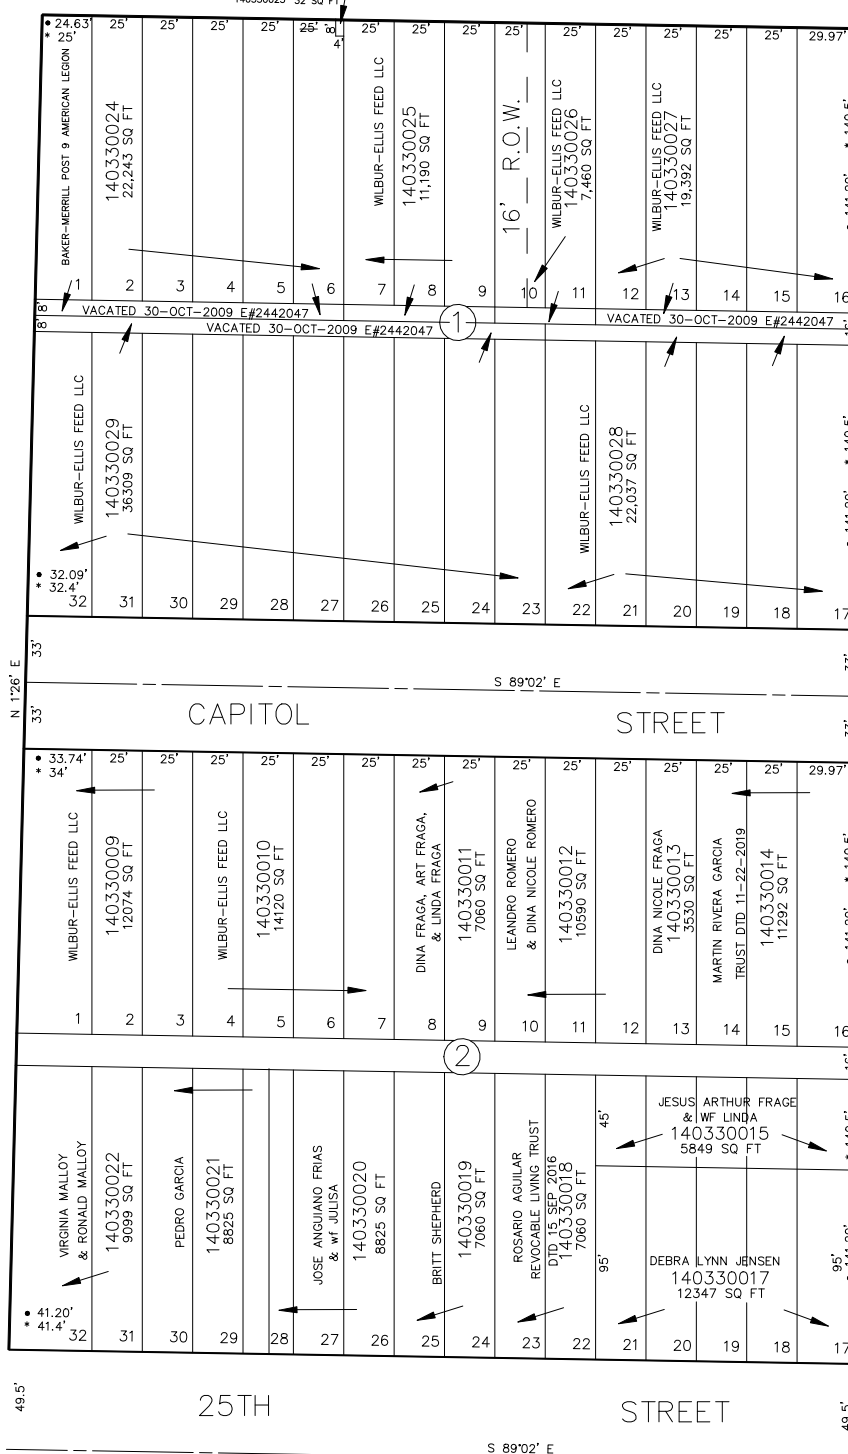 24.63'
* 25'
25'
25'
25'
25'
25'
8'
4'
25'
25'
25'
25'
25'
25'
25'
25'
25'
29.97'
BAKER-MERRILL POST 9 AMERICAN LEGION
140330024
22,243 SQ FT
WILBUR-ELLIS FEED LLC
140330025
11,190 SQ FT
16' R.O.W.
WILBUR-ELLIS FEED LLC
140330026
7,460 SQ FT
WILBUR-ELLIS FEED LLC
140330027
19,392 SQ FT
1 2 3 4 5 6 7 8 9 10 11 12 13 14 15 16
8'
VACATED 30-OCT-2009 E#2442047
8'
VACATED 30-OCT-2009 E#2442047
1
VACATED 30-OCT-2009 E#2442047
WILBUR-ELLIS FEED LLC
140330029
36309 SQ FT
WILBUR-ELLIS FEED LLC
140330028
22,037 SQ FT
32.09'
* 32.4'
32 31 30 29 28 27 26 25 24 23 22 21 20 19 18 17
N 1°26' E
33'
S 89°02' E
33'
CAPITOL STREET
33.74'
* 34'
25' 25' 25' 25' 25' 25' 25' 25' 25' 25' 25' 25' 25' 25' 29.97'
WILBUR-ELLIS FEED LLC
140330009
12074 SQ FT
WILBUR-ELLIS FEED LLC
140330010
14120 SQ FT
DINA FRAGA, ART FRAGA,
& LINDA FRAGA
140330011
7060 SQ FT
LEANDRO ROMERO
& DINA NICOLE ROMERO
140330012
10590 SQ FT
DINA NICOLE FRAGA
140330013
3530 SQ FT
MARTIN RIVERA GARCIA
TRUST DTD 11-22-2019
140330014
11292 SQ FT
1 2 3 4 5 6 7 8 9 10 11 12 13 14 15 16
2
VIRGINIA MALLOY
& RONALD MALLOY
140330022
9099 SQ FT
PEDRO GARCIA
140330021
8825 SQ FT
JOSE ANGUIANO FRIAS
& wf JULISA
140330020
8825 SQ FT
BRITT SHEPHERD
140330019
7060 SQ FT
ROSARIO AGUILAR
REVOCABLE LIVING TRUST
DTD 15 SEP 2016
140330018
7060 SQ FT
45'
JESUS ARTHUR FRAGE
& WF LINDA
140330015
5849 SQ FT
95'
DEBRA LYNN JENSEN
140330017
12347 SQ FT
95'
41.20'
* 41.4'
32 31 30 29 28 27 26 25 24 23 22 21 20 19 18 17
49.5'
25TH STREET
49.5'
S 89°02' E